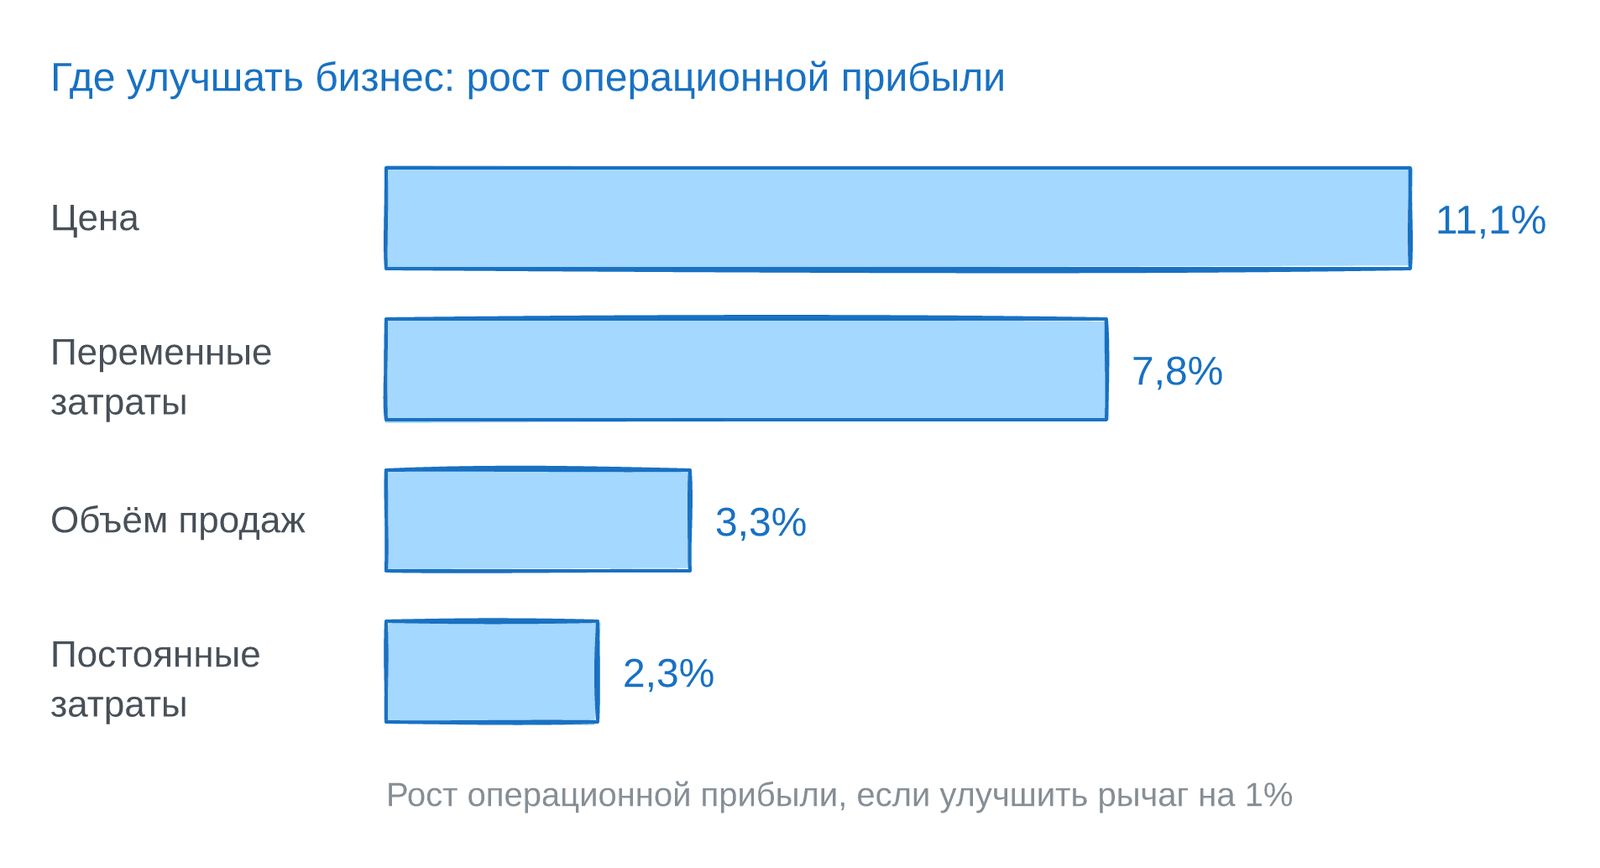 Где улучшать бизнес: рост операционной прибыли
Цена
11,1%
Переменные
затраты
7,8%
Объём продаж
3,3%
Постоянные
затраты
2,3%
Рост операционной прибыли, если улучшить рычаг на 1%